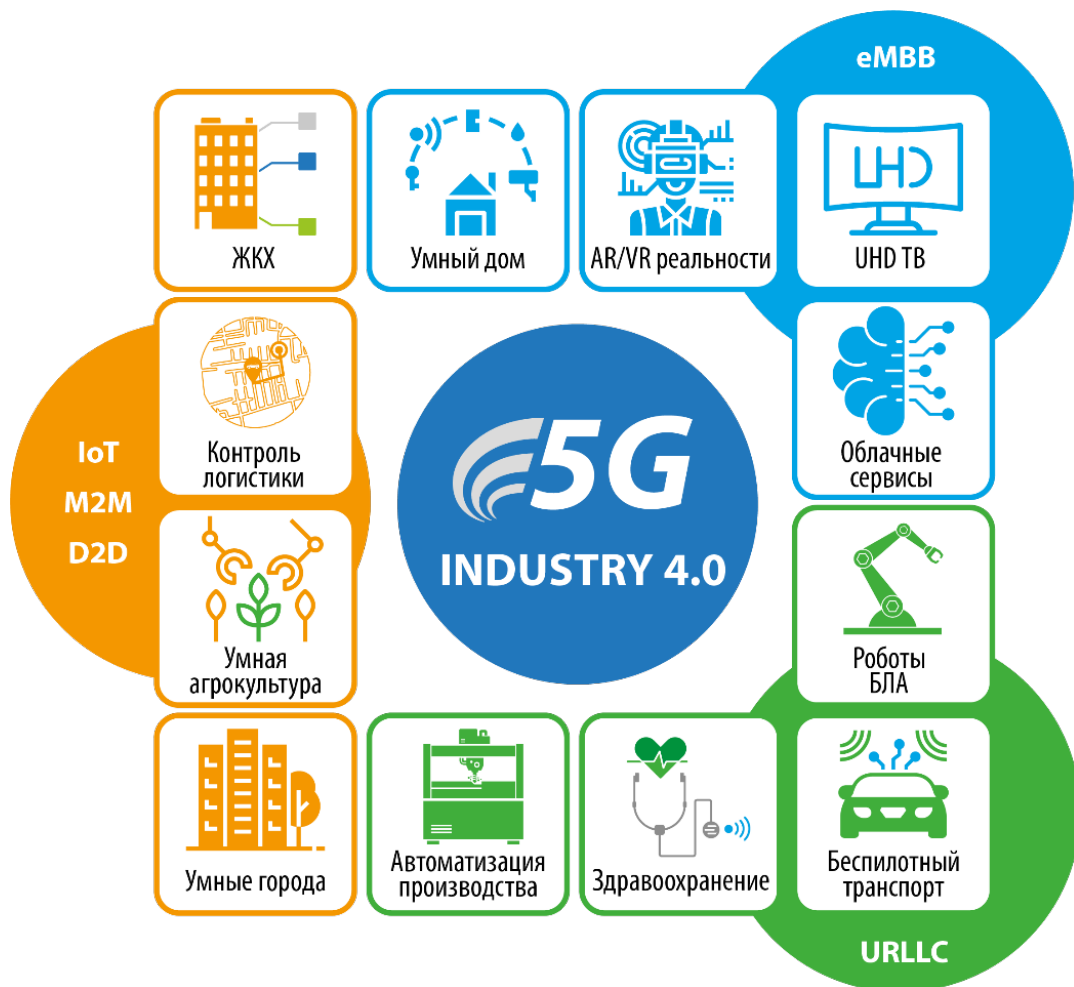 eMBB
UHD
ЖКХ
Умный дом
AR/VR реальности
UHD ТВ
IoT
M2M
D2D
Контроль
логистики
5G
INDUSTRY 4.0
Облачные
сервисы
Умная
агрокультура
Роботы
БЛА
Умные города
Автоматизация
производства
Здравоохранение
Беспилотный
транспорт
URLLC